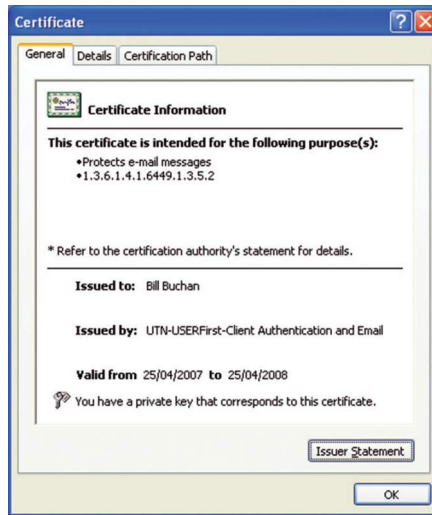 Certificate
General Details Certification Path
Certificate Information
This certificate is intended for the following purpose(s):
•Protects e-mail messages
•1.3.6.1.4.1.6449.1.3.5.2
* Refer to the certification authority's statement for details.
Issued to: Bill Buchan
Issued by: UTN-USERFirst-Client Authentication and Email
Valid from 25/04/2007 to 25/04/2008
You have a private key that corresponds to this certificate.
Issuer Statement
OK